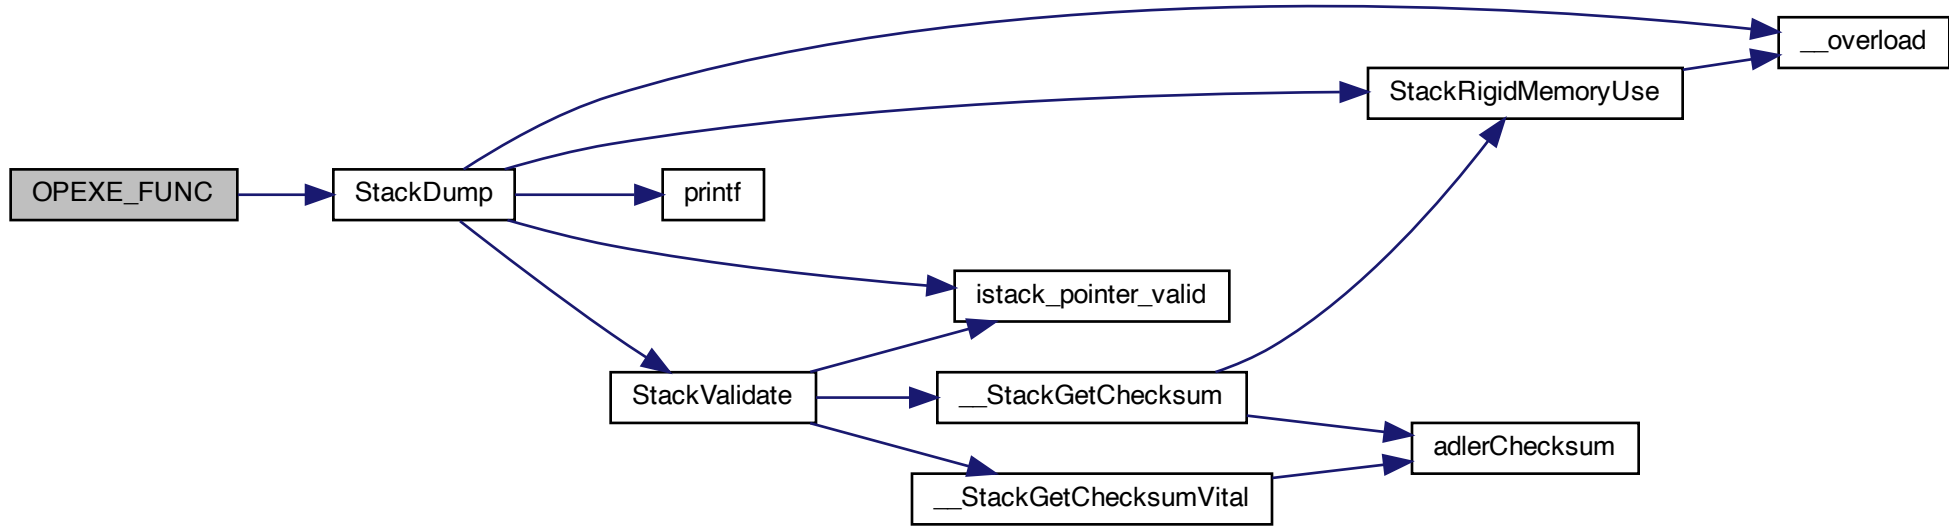 OPEXE_FUNC
StackDump
__overload
StackRigidMemoryUse
printf
istack_pointer_valid
StackValidate
__StackGetChecksum
adlerChecksum
__StackGetChecksumVital